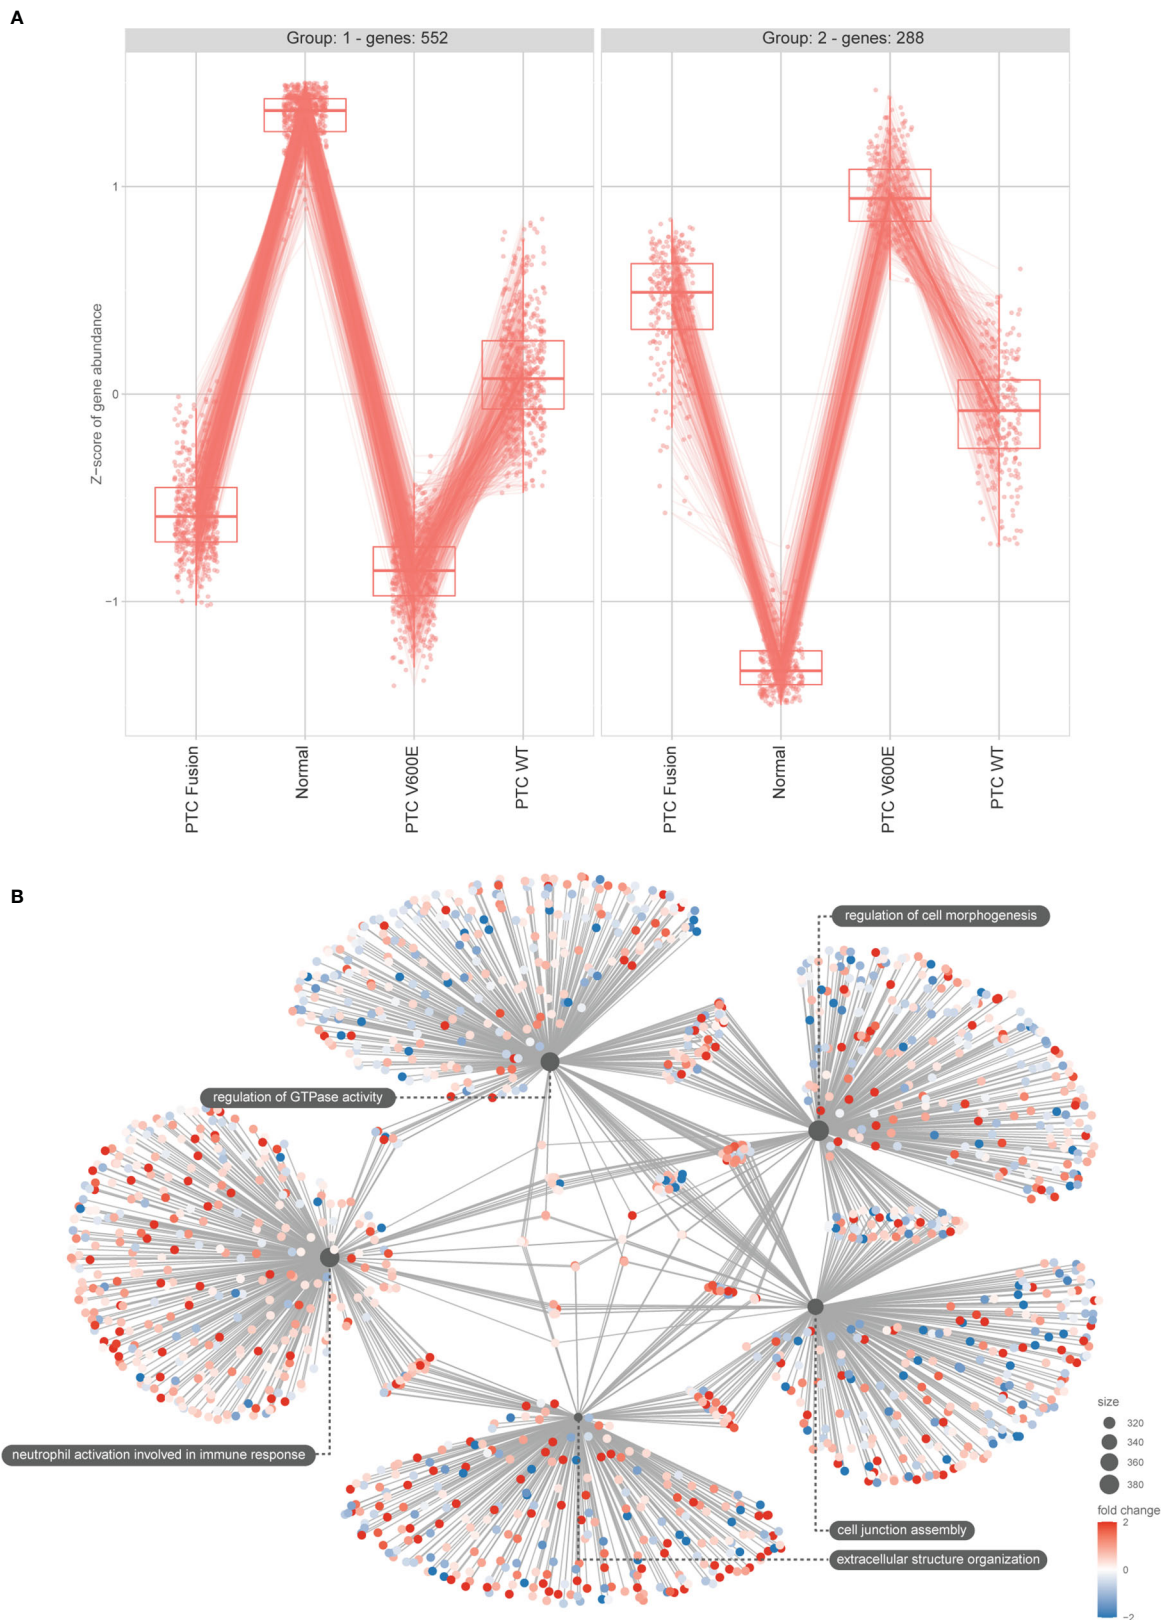 A
Group: 1 - genes: 552
Group: 2 - genes: 288
Z−score of gene abundance
1
0
−1
PTC Fusion
Normal
PTC V600E
PTC WT
PTC Fusion
Normal
PTC V600E
PTC WT
B
regulation of cell morphogenesis
regulation of GTPase activity
neutrophil activation involved in immune response
cell junction assembly
extracellular structure organization
size
320
340
360
380
fold change
2
0
−2